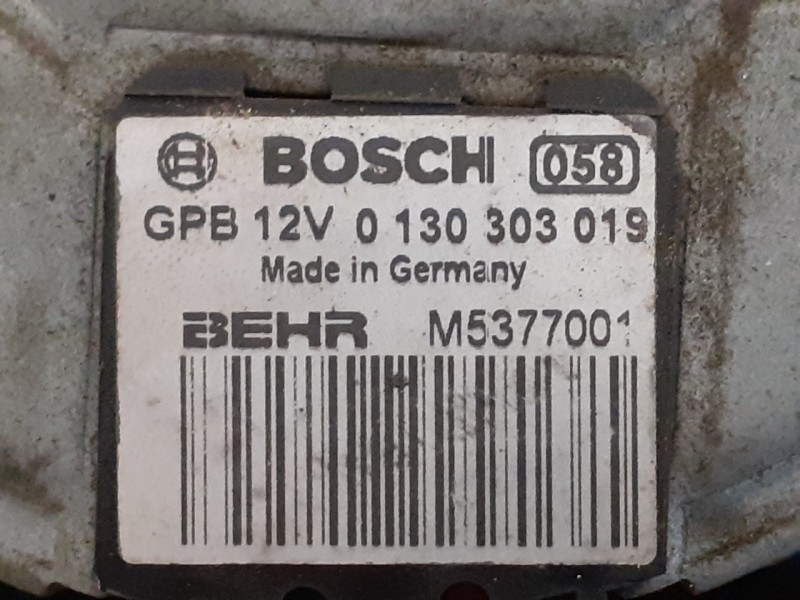 BOSCH 058
GPB 12V 0 130 303 019
Made in Germany
BEHR M5377001